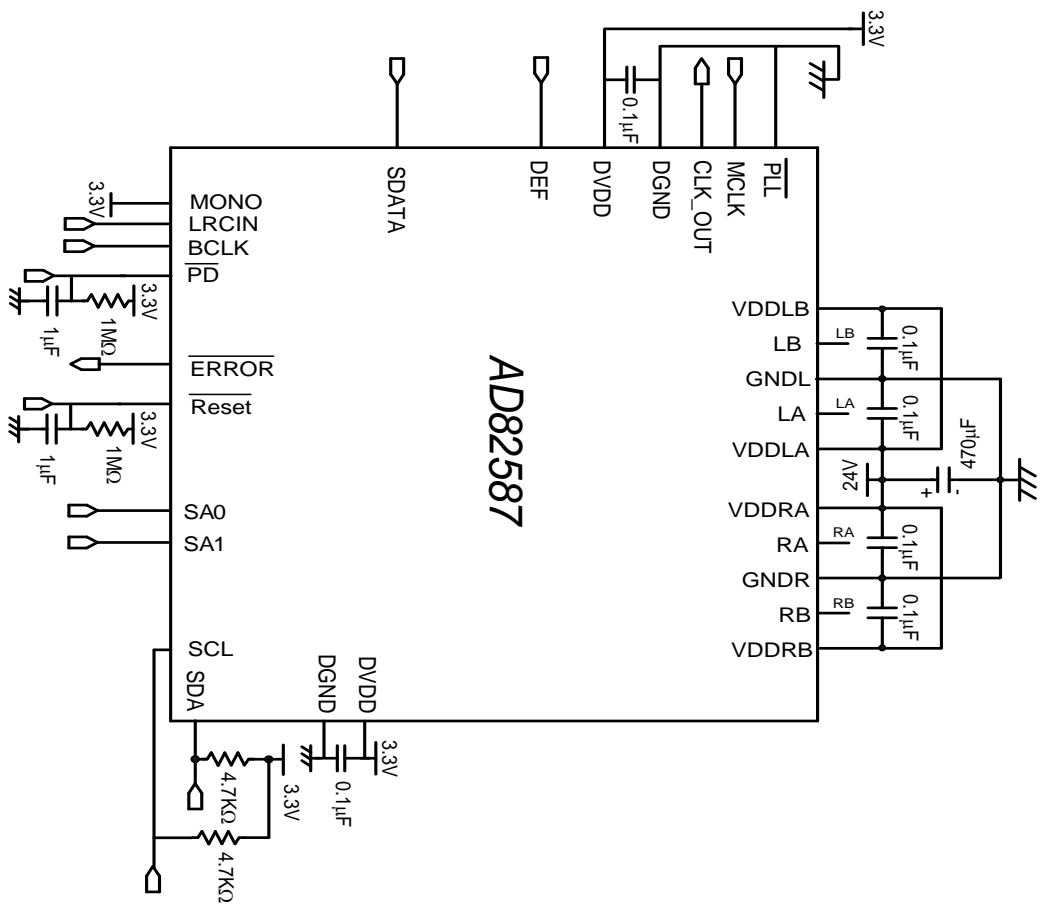 3.3V
0.1µF
SDATA
DEF
DVDD
DGND
CLK_OUT
MCLK
PLL
3.3V
MONO
LRCIN
BCLK
PD
3.3V
1MΩ
1µF
ERROR
Reset
3.3V
1MΩ
1µF
SA0
SA1
SCL
SDA
DGND
DVDD
AD82587
VDDLB
LB
LB
0.1µF
GNDL
LA
LA
0.1µF
VDDLA
24V
+
-
470µF
VDDRA
RA
RA
0.1µF
GNDR
RB
RB
0.1µF
VDDRB
3.3V
0.1µF
3.3V
4.7KΩ
4.7KΩ